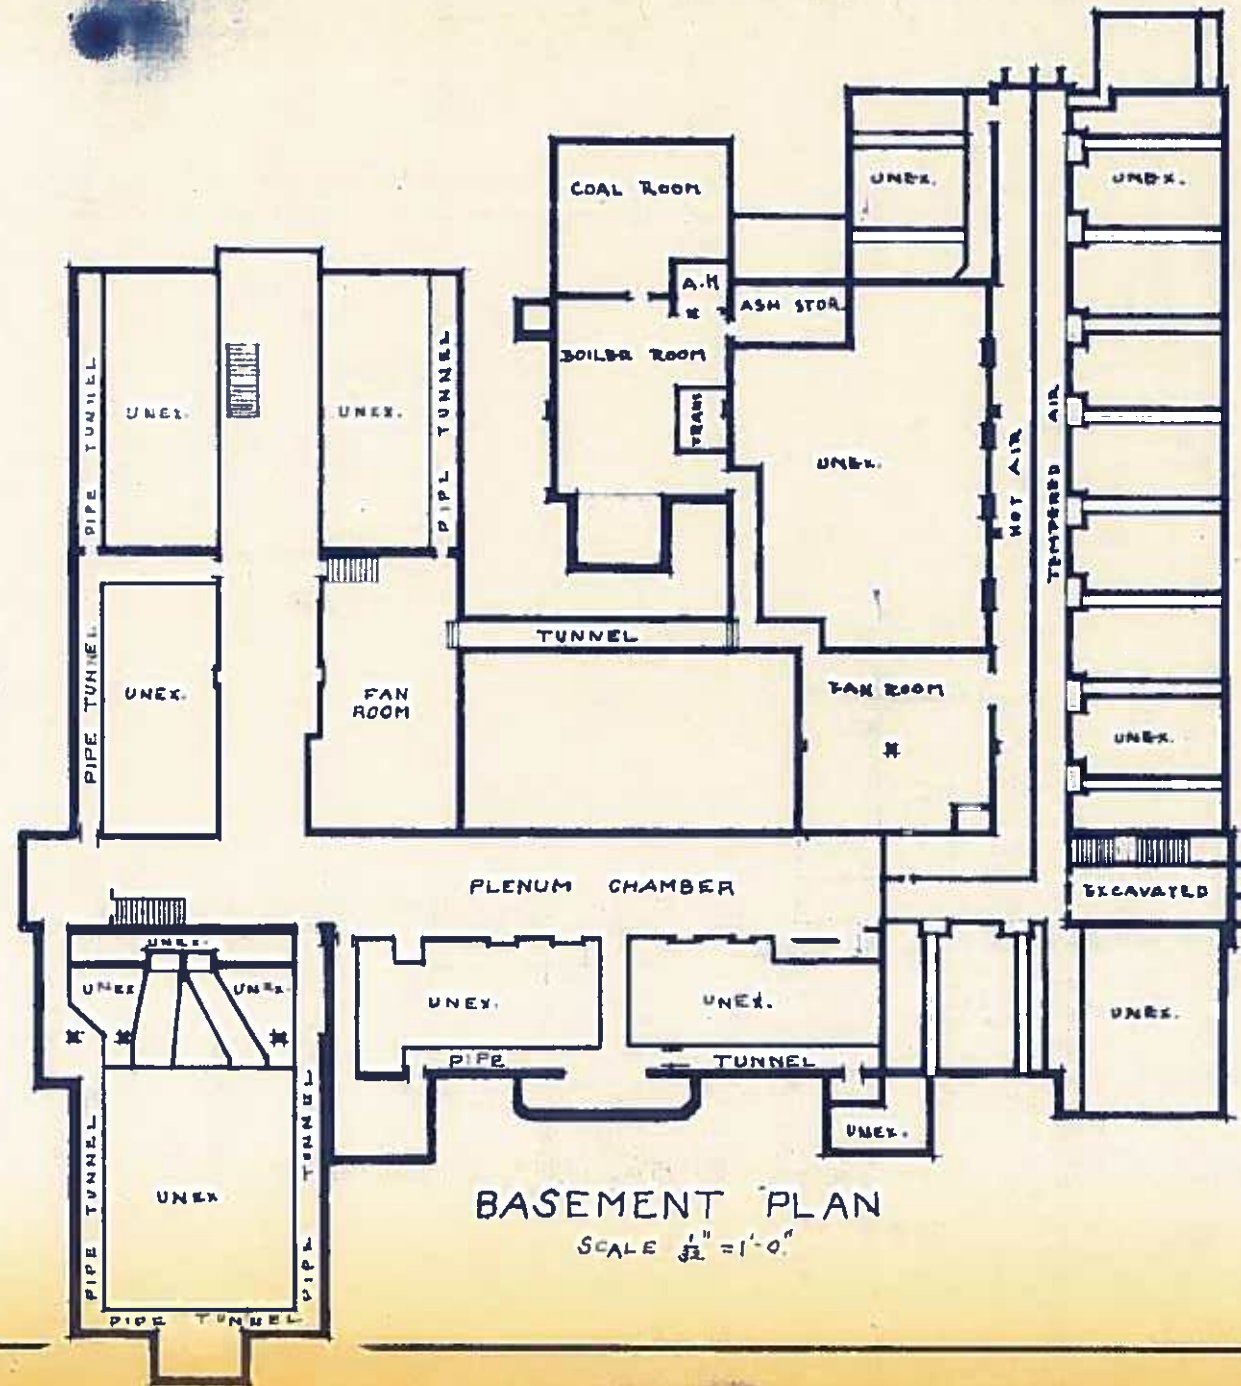 COAL ROOM
UNEX.
UNEX.
A.H
ASH STOR.
BOILER ROOM
TRANS
PIPE TUNNEL
UNEX.
UNEX.
PIPE TUNNEL
UNEX.
HOT AIR
TEMPERED AIR
TUNNEL
PIPE TUNNEL
UNEX.
FAN
ROOM
FAN ROOM
UNEX.
PLENUM CHAMBER
EXCAVATED
UNEX.
UNEX
UNEX.
UNEX.
UNEX.
UNEX.
PIPE TUNNEL
UNEX.
PIPE TUNNEL
UNEX
PIPE TUNNEL
PIPE TUNNEL
BASEMENT PLAN
SCALE 1/32" = 1'-0"